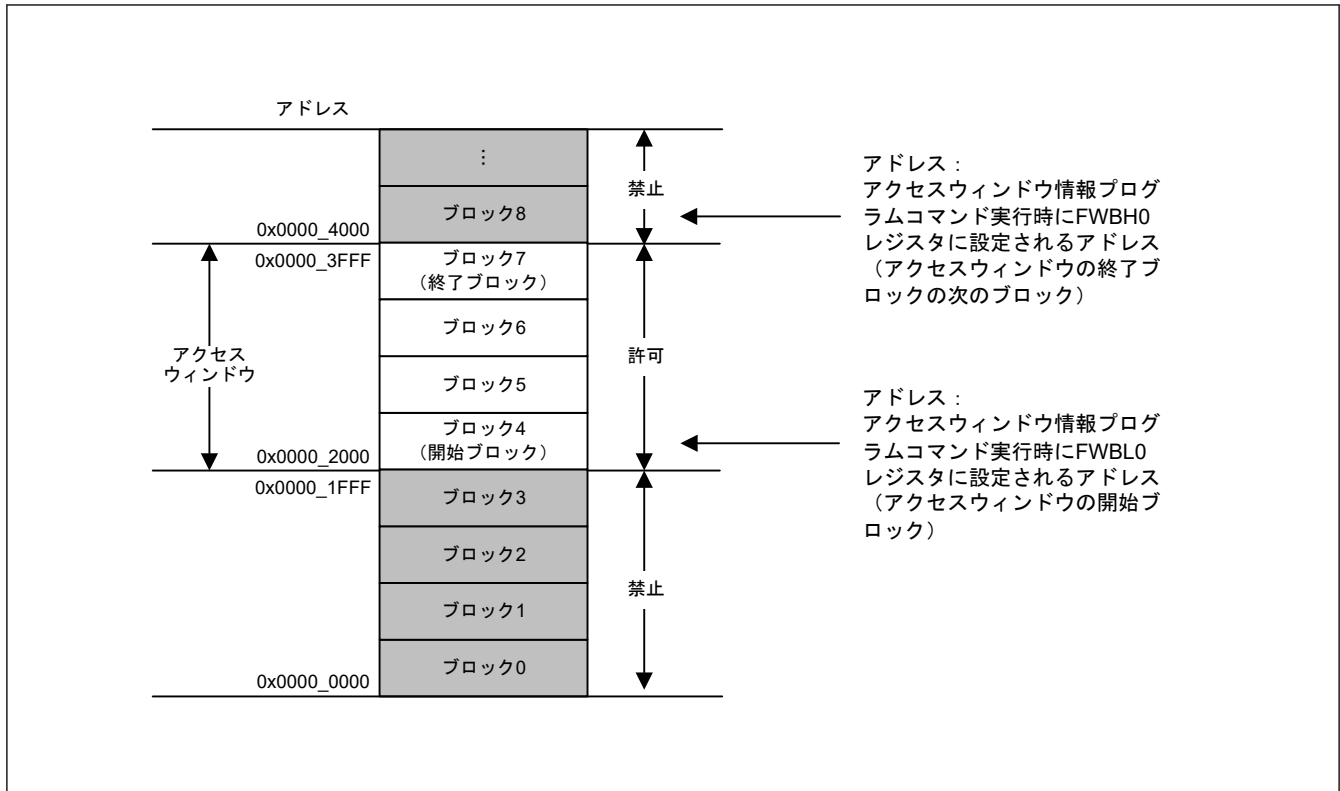 アドレス
⋮
禁止
ブロック8
0x0000_4000
0x0000_3FFF
ブロック7
(終了ブロック)
ブロック6
アクセス
ウィンドウ
許可
ブロック5
ブロック4
(開始ブロック)
0x0000_2000
0x0000_1FFF
ブロック3
ブロック2
禁止
ブロック1
ブロック0
0x0000_0000
アドレス：
アクセスウィンドウ情報プログ
ラムコマンド実行時にFWBH0
レジスタに設定されるアドレス
（アクセスウィンドウの終了ブ
ロックの次のブロック）
アドレス：
アクセスウィンドウ情報プログ
ラムコマンド実行時にFWBL0
レジスタに設定されるアドレス
（アクセスウィンドウの開始ブ
ロック）